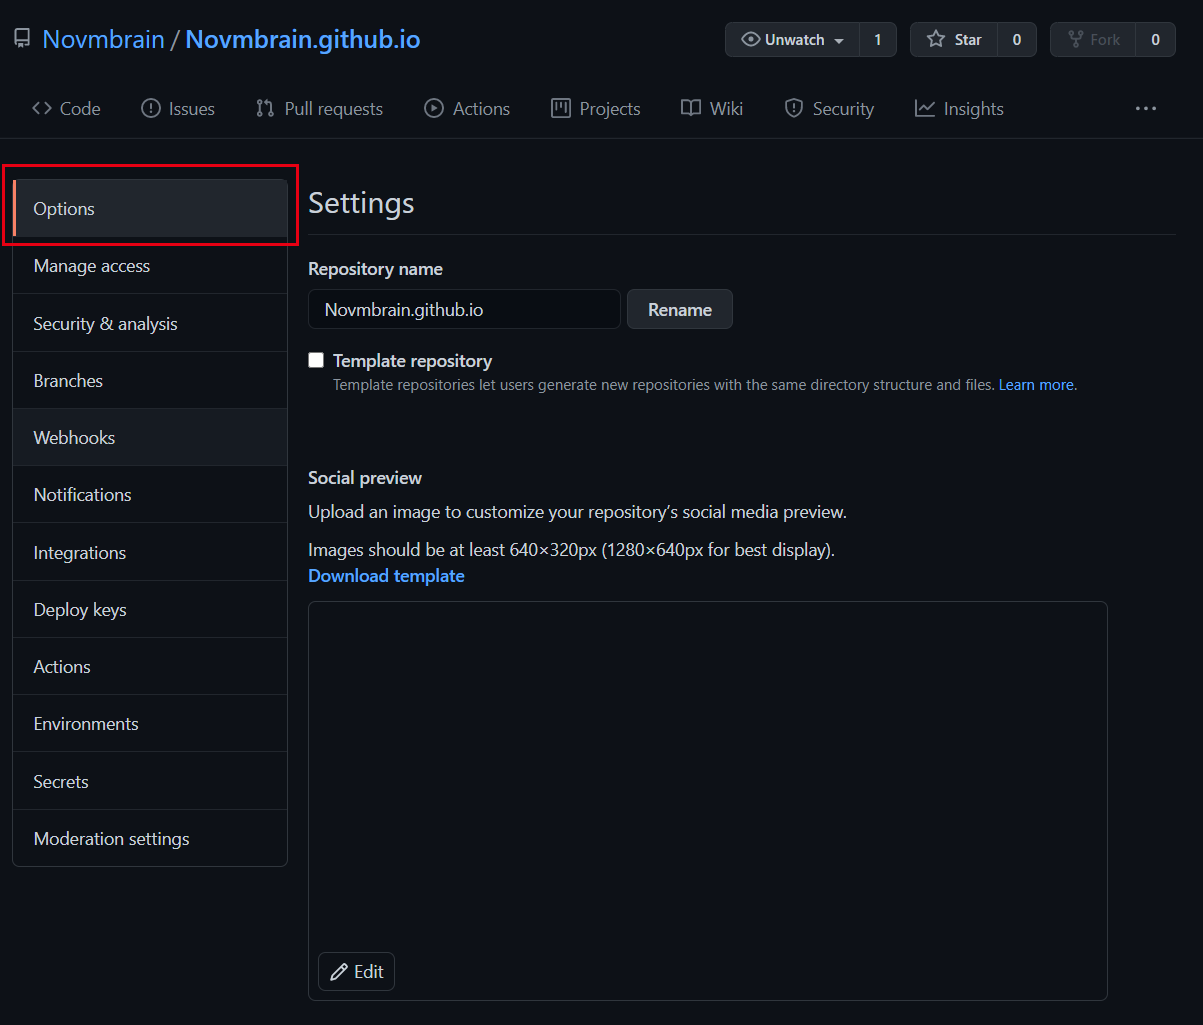 Novmbrain / Novmbrain.github.io
Unwatch 1 Star 0 Fork 0
Code Issues Pull requests Actions Projects Wiki Security Insights ...
Options
Manage access
Security & analysis
Branches
Webhooks
Notifications
Integrations
Deploy keys
Actions
Environments
Secrets
Moderation settings
Settings
Repository name
Novmbrain.github.io Rename
Template repository
Template repositories let users generate new repositories with the same directory structure and files. Learn more.
Social preview
Upload an image to customize your repository’s social media preview.
Images should be at least 640×320px (1280×640px for best display).
Download template
Edit